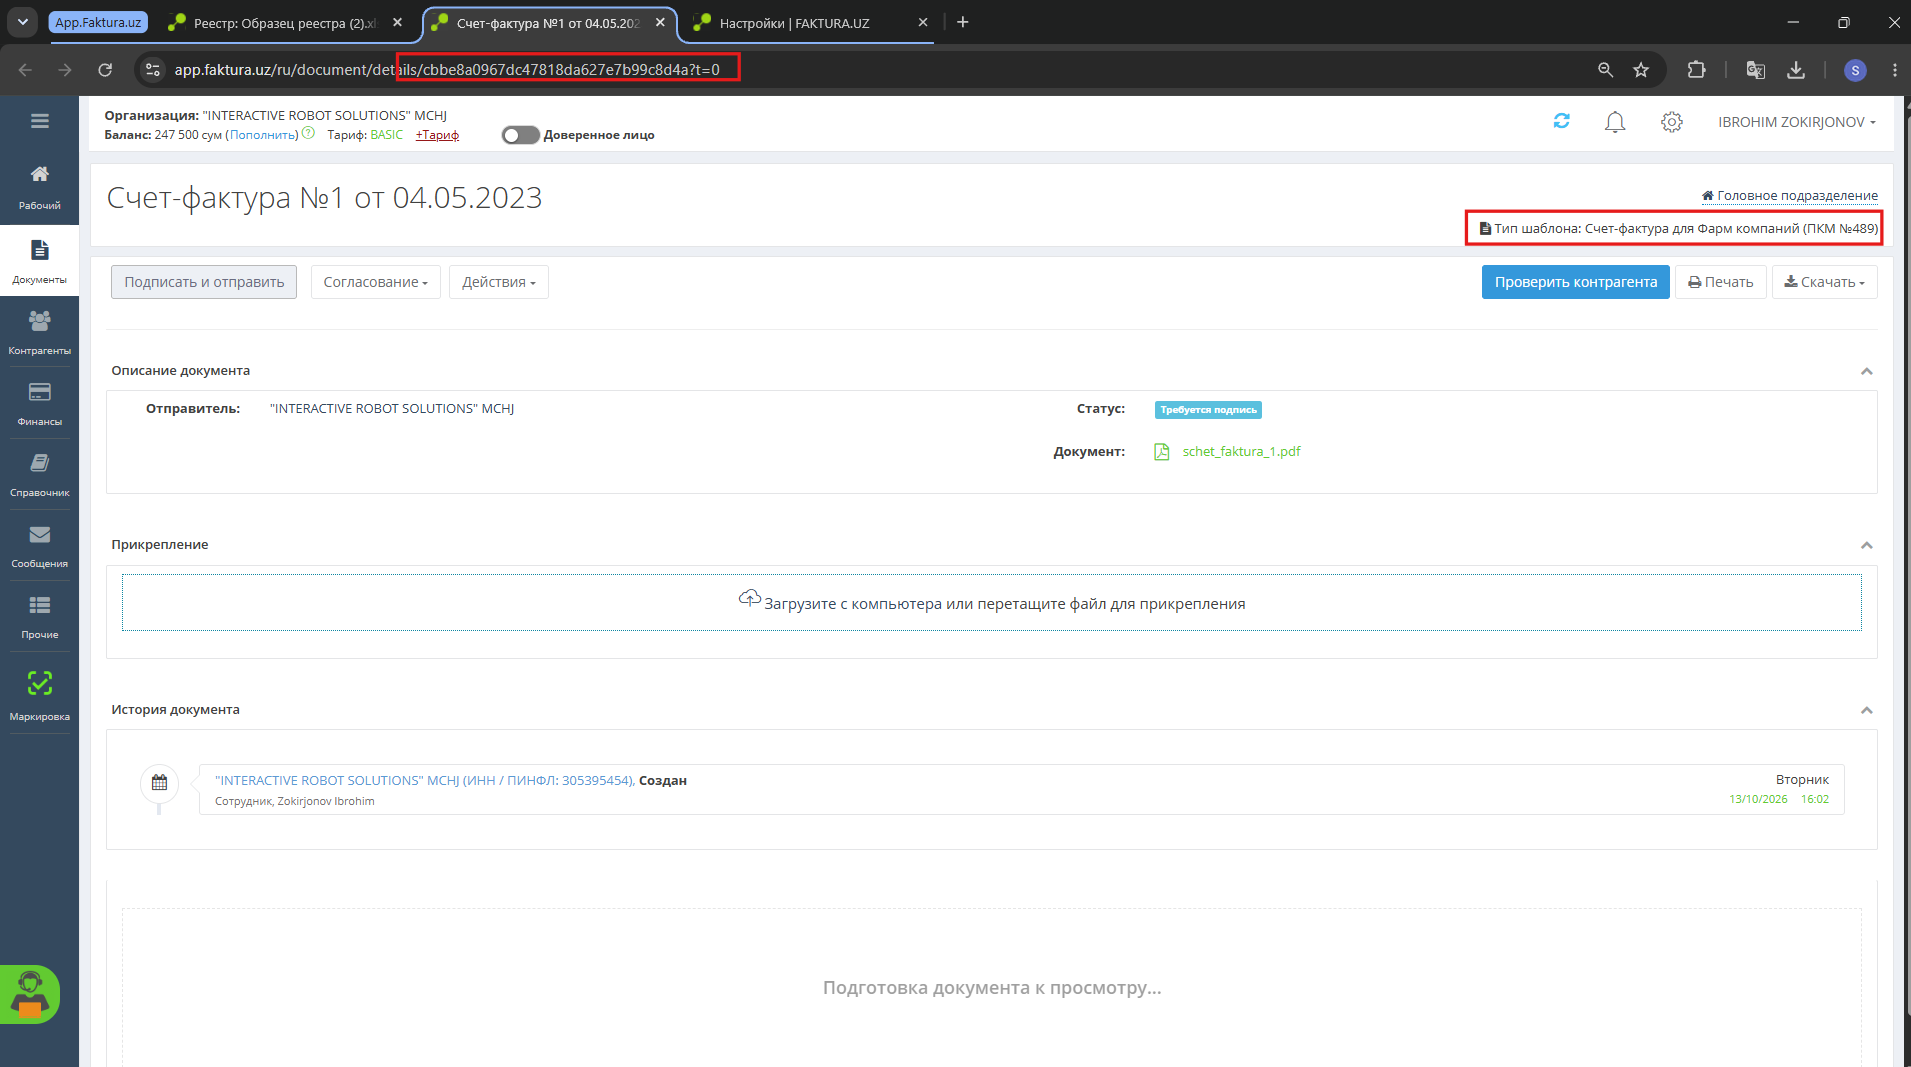 App.Faktura.uz
Реестр: Образец реестра (2).xl
Счет-фактура №1 от 04.05.202
Настройки | FAKTURA.UZ
app.faktura.uz/ru/document/details/cbbe8a0967dc47818da627e7b99c8d4a?t=0
S
Организация: "INTERACTIVE ROBOT SOLUTIONS" MCHJ
Баланс: 247 500 сум (Пополнить) ? Тариф: BASIC +Тариф
Доверенное лицо
IBROHIM ZOKIRJONOV
Рабочий
Документы
Контрагенты
Финансы
Справочник
Сообщения
Прочие
Маркировка
Счет-фактура №1 от 04.05.2023
Головное подразделение
Тип шаблона: Счет-фактура для Фарм компаний (ПКМ №489)
Подписать и отправить
Согласование
Действия
Проверить контрагента
Печать
Скачать
Описание документа
Отправитель: "INTERACTIVE ROBOT SOLUTIONS" MCHJ
Статус: Требуется подпись
Документ: schet_faktura_1.pdf
Прикрепление
Загрузите с компьютера или перетащите файл для прикрепления
История документа
"INTERACTIVE ROBOT SOLUTIONS" MCHJ (ИНН / ПИНФЛ: 305395454), Создан
Вторник
Сотрудник, Zokirjonov Ibrohim
13/10/2026 16:02
Подготовка документа к просмотру...